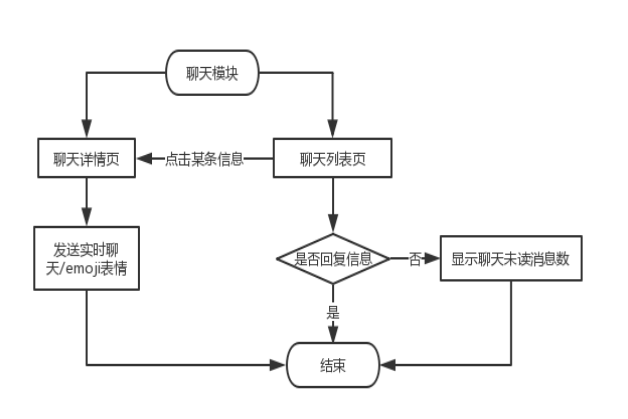 聊天模块
聊天详情页
点击某条信息
聊天列表页
发送实时聊
天/emoji表情
是否回复信息
否
显示聊天未读消息数
是
结束